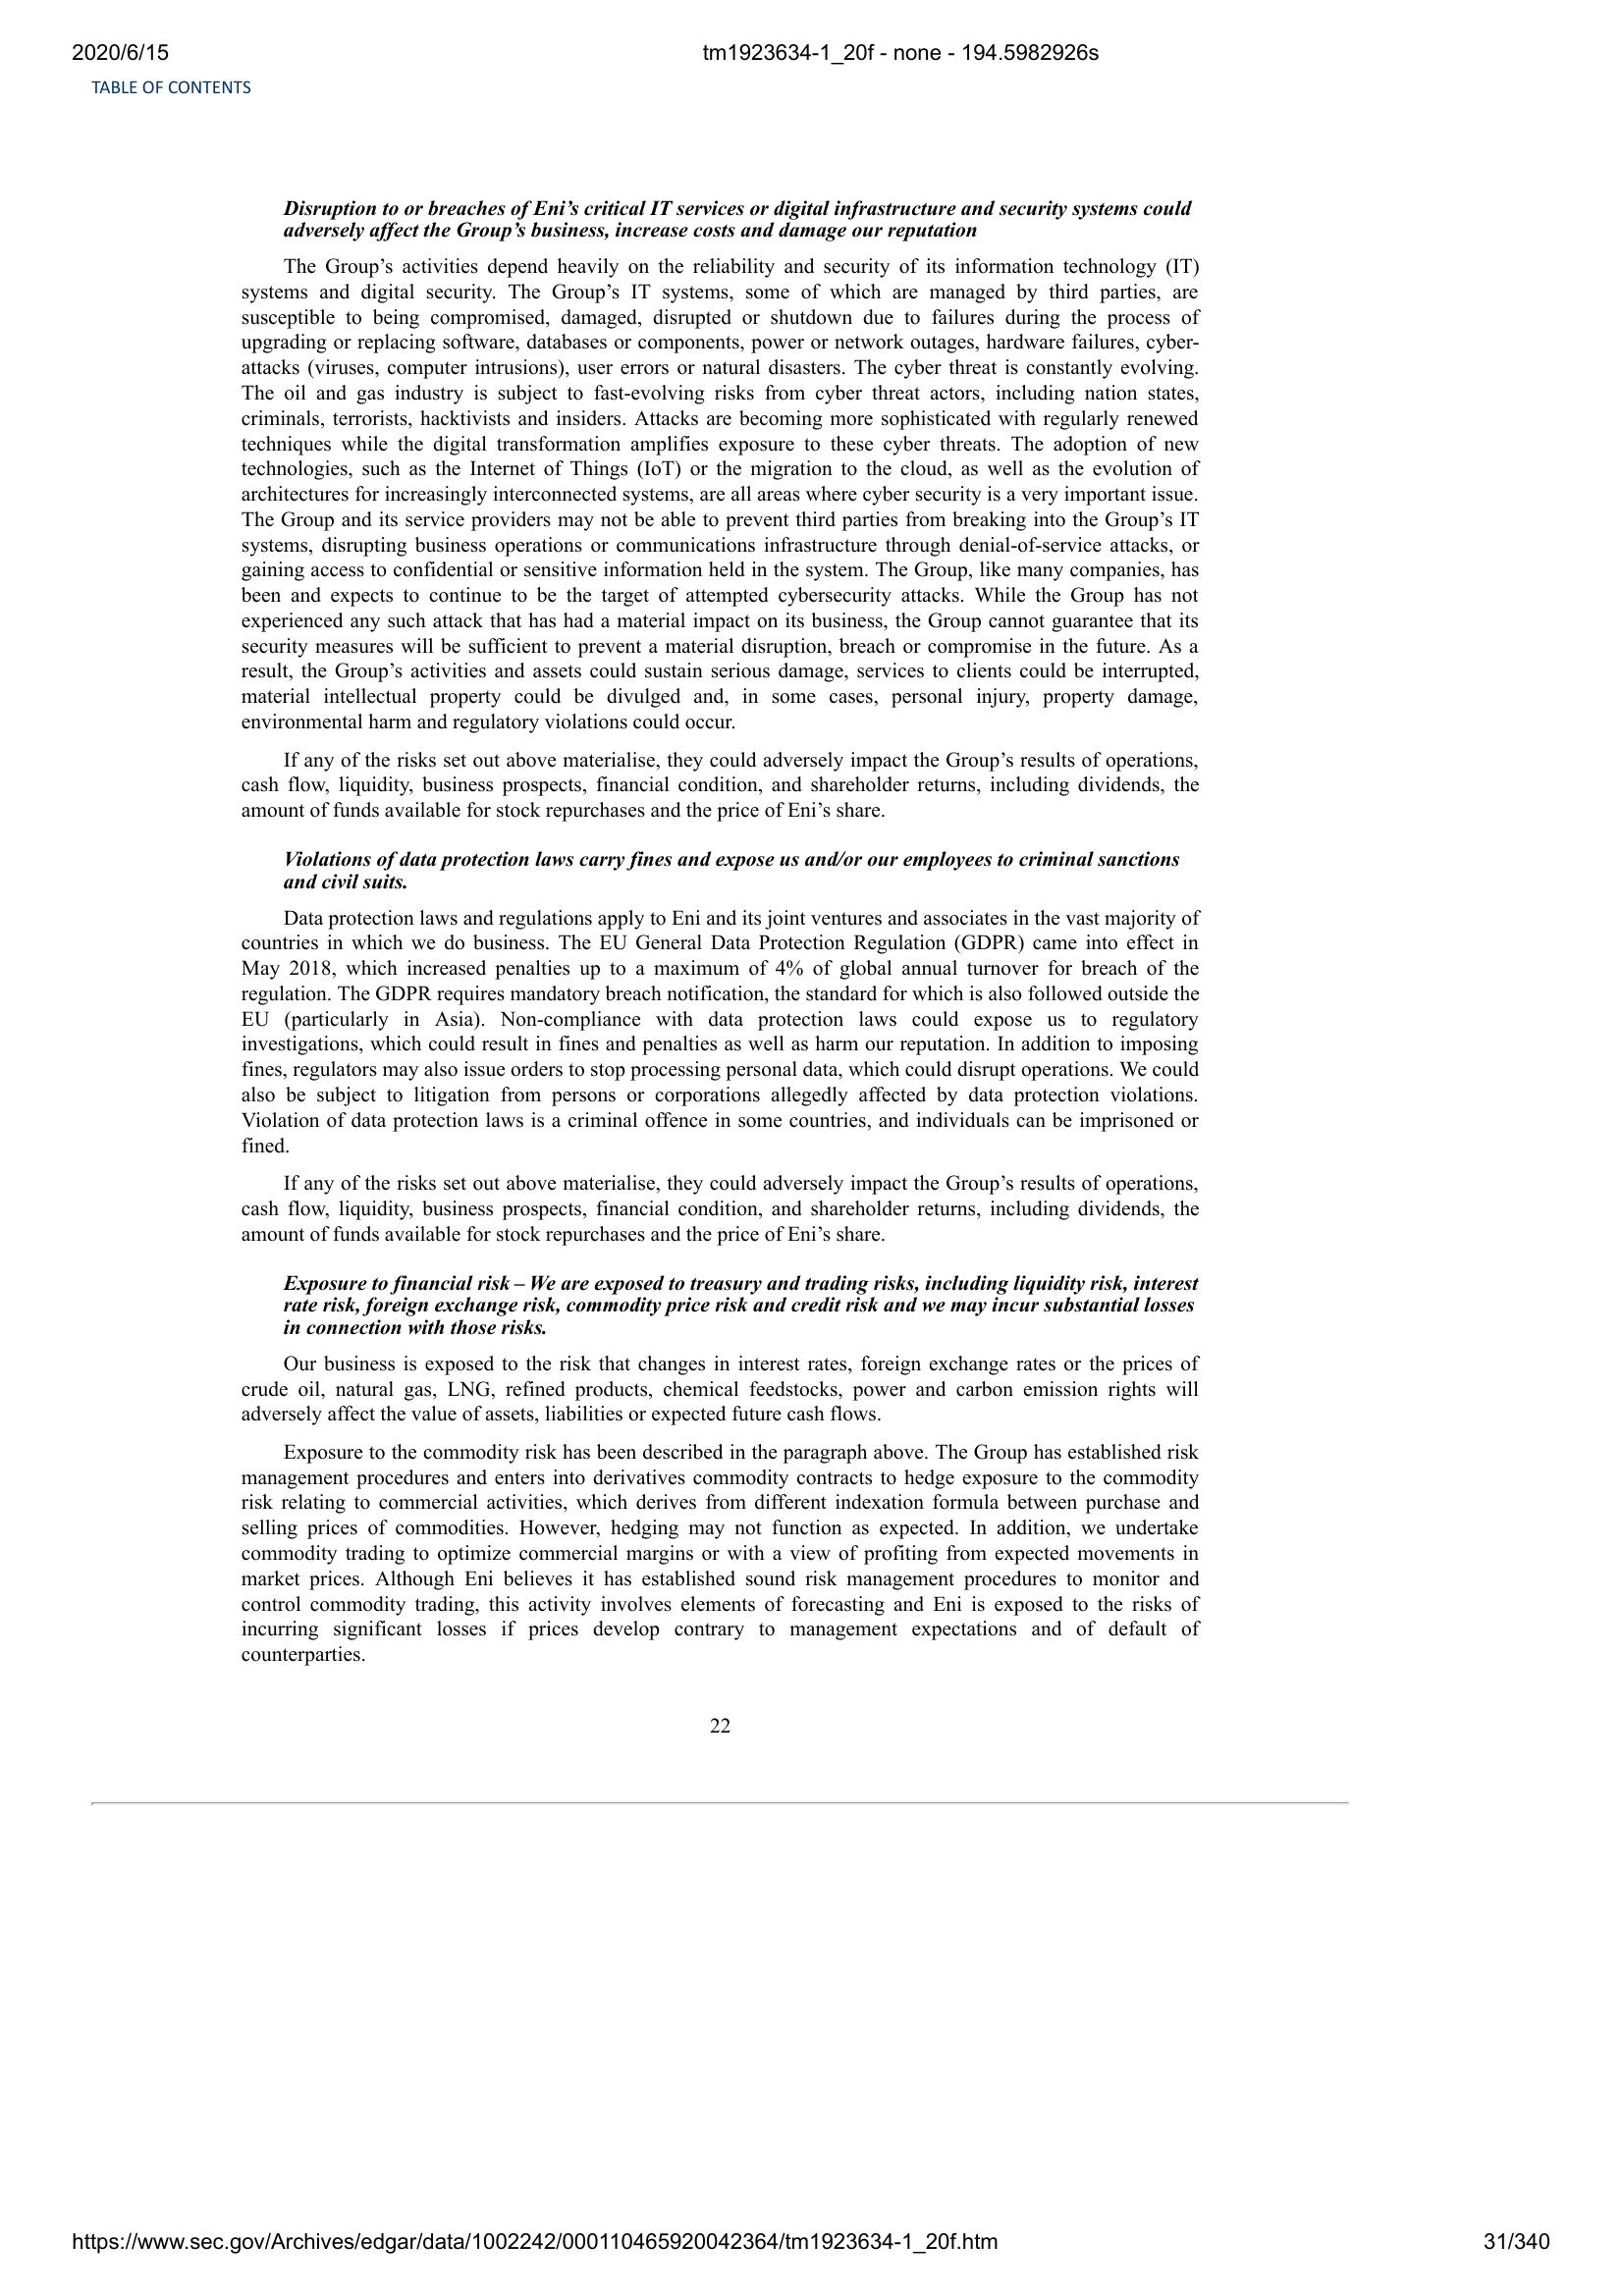 2020/6/15 tm1923634-1_20f - none - 194.5982926s
TABLE OF CONTENTS
Disruption to or breaches of Eni’s critical IT services or digital infrastructure and security systems could
adversely affect the Group’s business, increase costs and damage our reputation
The Group’s activities depend heavily on the reliability and security of its information technology (IT)
systems and digital security. The Group’s IT systems, some of which are managed by third parties, are
susceptible to being compromised, damaged, disrupted or shutdown due to failures during the process of
upgrading or replacing software, databases or components, power or network outages, hardware failures, cyber-
attacks (viruses, computer intrusions), user errors or natural disasters. The cyber threat is constantly evolving.
The oil and gas industry is subject to fast-evolving risks from cyber threat actors, including nation states,
criminals, terrorists, hacktivists and insiders. Attacks are becoming more sophisticated with regularly renewed
techniques while the digital transformation amplifies exposure to these cyber threats. The adoption of new
technologies, such as the Internet of Things (IoT) or the migration to the cloud, as well as the evolution of
architectures for increasingly interconnected systems, are all areas where cyber security is a very important issue.
The Group and its service providers may not be able to prevent third parties from breaking into the Group’s IT
systems, disrupting business operations or communications infrastructure through denial-of-service attacks, or
gaining access to confidential or sensitive information held in the system. The Group, like many companies, has
been and expects to continue to be the target of attempted cybersecurity attacks. While the Group has not
experienced any such attack that has had a material impact on its business, the Group cannot guarantee that its
security measures will be sufficient to prevent a material disruption, breach or compromise in the future. As a
result, the Group’s activities and assets could sustain serious damage, services to clients could be interrupted,
material intellectual property could be divulged and, in some cases, personal injury, property damage,
environmental harm and regulatory violations could occur.
If any of the risks set out above materialise, they could adversely impact the Group’s results of operations,
cash flow, liquidity, business prospects, financial condition, and shareholder returns, including dividends, the
amount of funds available for stock repurchases and the price of Eni’s share.
Violations of data protection laws carry fines and expose us and/or our employees to criminal sanctions
and civil suits.
Data protection laws and regulations apply to Eni and its joint ventures and associates in the vast majority of
countries in which we do business. The EU General Data Protection Regulation (GDPR) came into effect in
May 2018, which increased penalties up to a maximum of 4% of global annual turnover for breach of the
regulation. The GDPR requires mandatory breach notification, the standard for which is also followed outside the
EU (particularly in Asia). Non-compliance with data protection laws could expose us to regulatory
investigations, which could result in fines and penalties as well as harm our reputation. In addition to imposing
fines, regulators may also issue orders to stop processing personal data, which could disrupt operations. We could
also be subject to litigation from persons or corporations allegedly affected by data protection violations.
Violation of data protection laws is a criminal offence in some countries, and individuals can be imprisoned or
fined.
If any of the risks set out above materialise, they could adversely impact the Group’s results of operations,
cash flow, liquidity, business prospects, financial condition, and shareholder returns, including dividends, the
amount of funds available for stock repurchases and the price of Eni’s share.
Exposure to financial risk – We are exposed to treasury and trading risks, including liquidity risk, interest
rate risk, foreign exchange risk, commodity price risk and credit risk and we may incur substantial losses
in connection with those risks.
Our business is exposed to the risk that changes in interest rates, foreign exchange rates or the prices of
crude oil, natural gas, LNG, refined products, chemical feedstocks, power and carbon emission rights will
adversely affect the value of assets, liabilities or expected future cash flows.
Exposure to the commodity risk has been described in the paragraph above. The Group has established risk
management procedures and enters into derivatives commodity contracts to hedge exposure to the commodity
risk relating to commercial activities, which derives from different indexation formula between purchase and
selling prices of commodities. However, hedging may not function as expected. In addition, we undertake
commodity trading to optimize commercial margins or with a view of profiting from expected movements in
market prices. Although Eni believes it has established sound risk management procedures to monitor and
control commodity trading, this activity involves elements of forecasting and Eni is exposed to the risks of
incurring significant losses if prices develop contrary to management expectations and of default of
counterparties.
22
https://www.sec.gov/Archives/edgar/data/1002242/000110465920042364/tm1923634-1_20f.htm 31/340